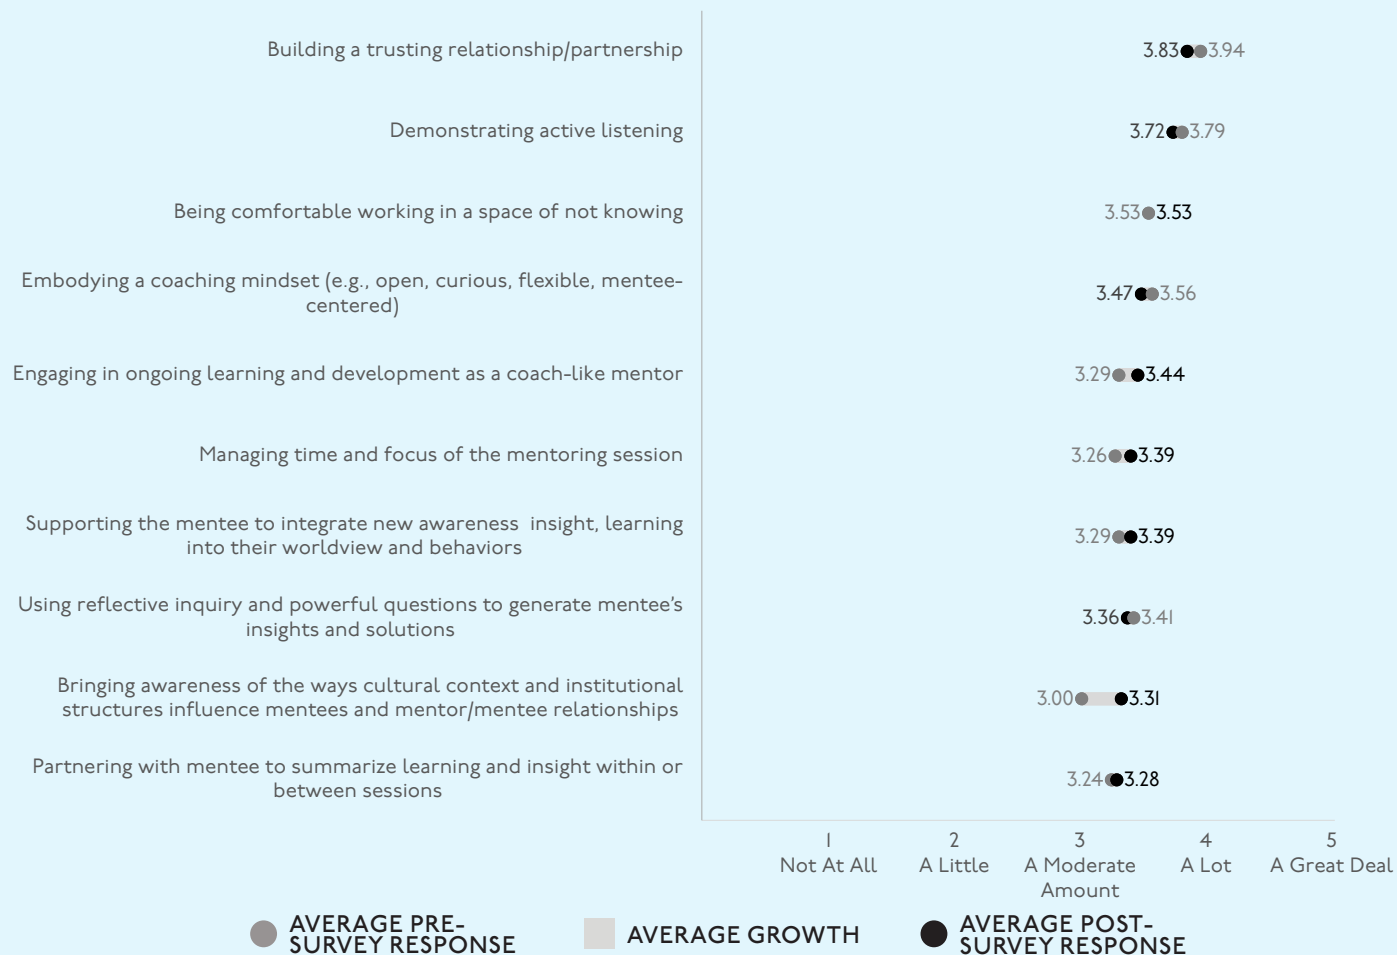 Building a trusting relationship/partnership
3.83 3.94
Demonstrating active listening
3.72 3.79
Being comfortable working in a space of not knowing
3.53 3.53
Embodying a coaching mindset (e.g., open, curious, flexible, mentee-
centered)
3.47 3.56
Engaging in ongoing learning and development as a coach-like mentor
3.29 3.44
Managing time and focus of the mentoring session
3.26 3.39
Supporting the mentee to integrate new awareness  insight, learning
into their worldview and behaviors
3.29 3.39
Using reflective inquiry and powerful questions to generate mentee’s
insights and solutions
3.36 3.41
Bringing awareness of the ways cultural context and institutional
structures influence mentees and mentor/mentee relationships
3.00 3.31
Partnering with mentee to summarize learning and insight within or
between sessions
3.24 3.28
1 2 3 4 5
Not At All A Little A Moderate A Lot A Great Deal
Amount
AVERAGE PRE-
SURVEY RESPONSE
AVERAGE GROWTH
AVERAGE POST-
SURVEY RESPONSE